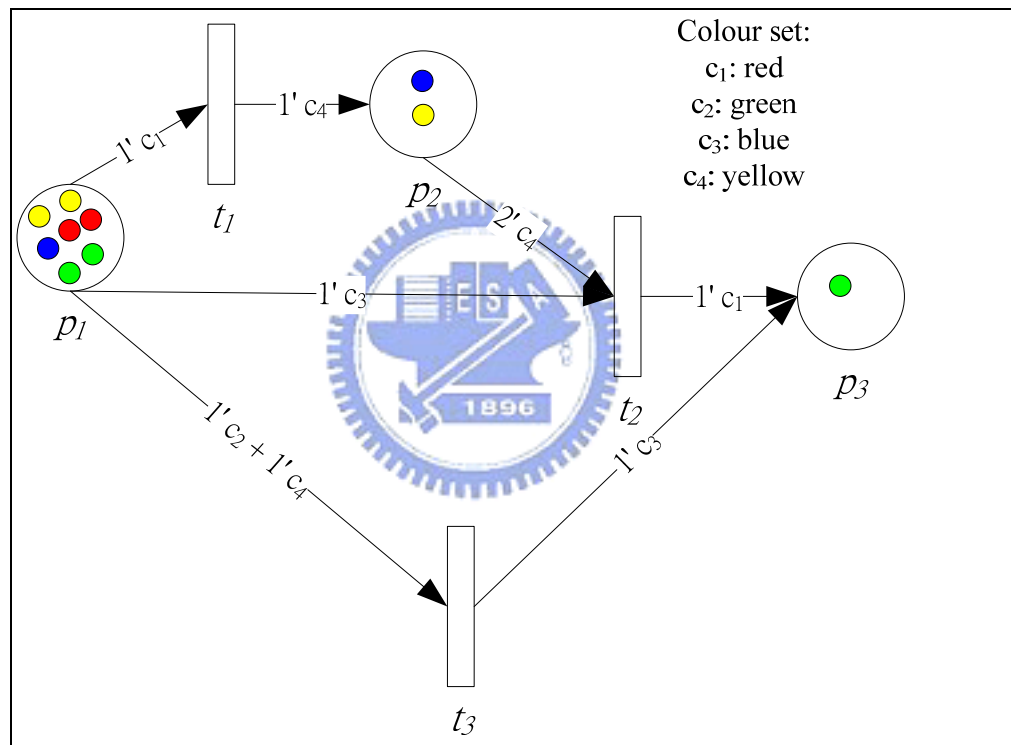 Colour set:
c₁: red
c₂: green
c₃: blue
c₄: yellow
1' c₁
t₁
1' c₄
p₂
2' c₄
p₁
1' c₃
t₂
1' c₁
p₃
1' c₂ + 1' c₄
1' c₃
t₃
E S A
1896